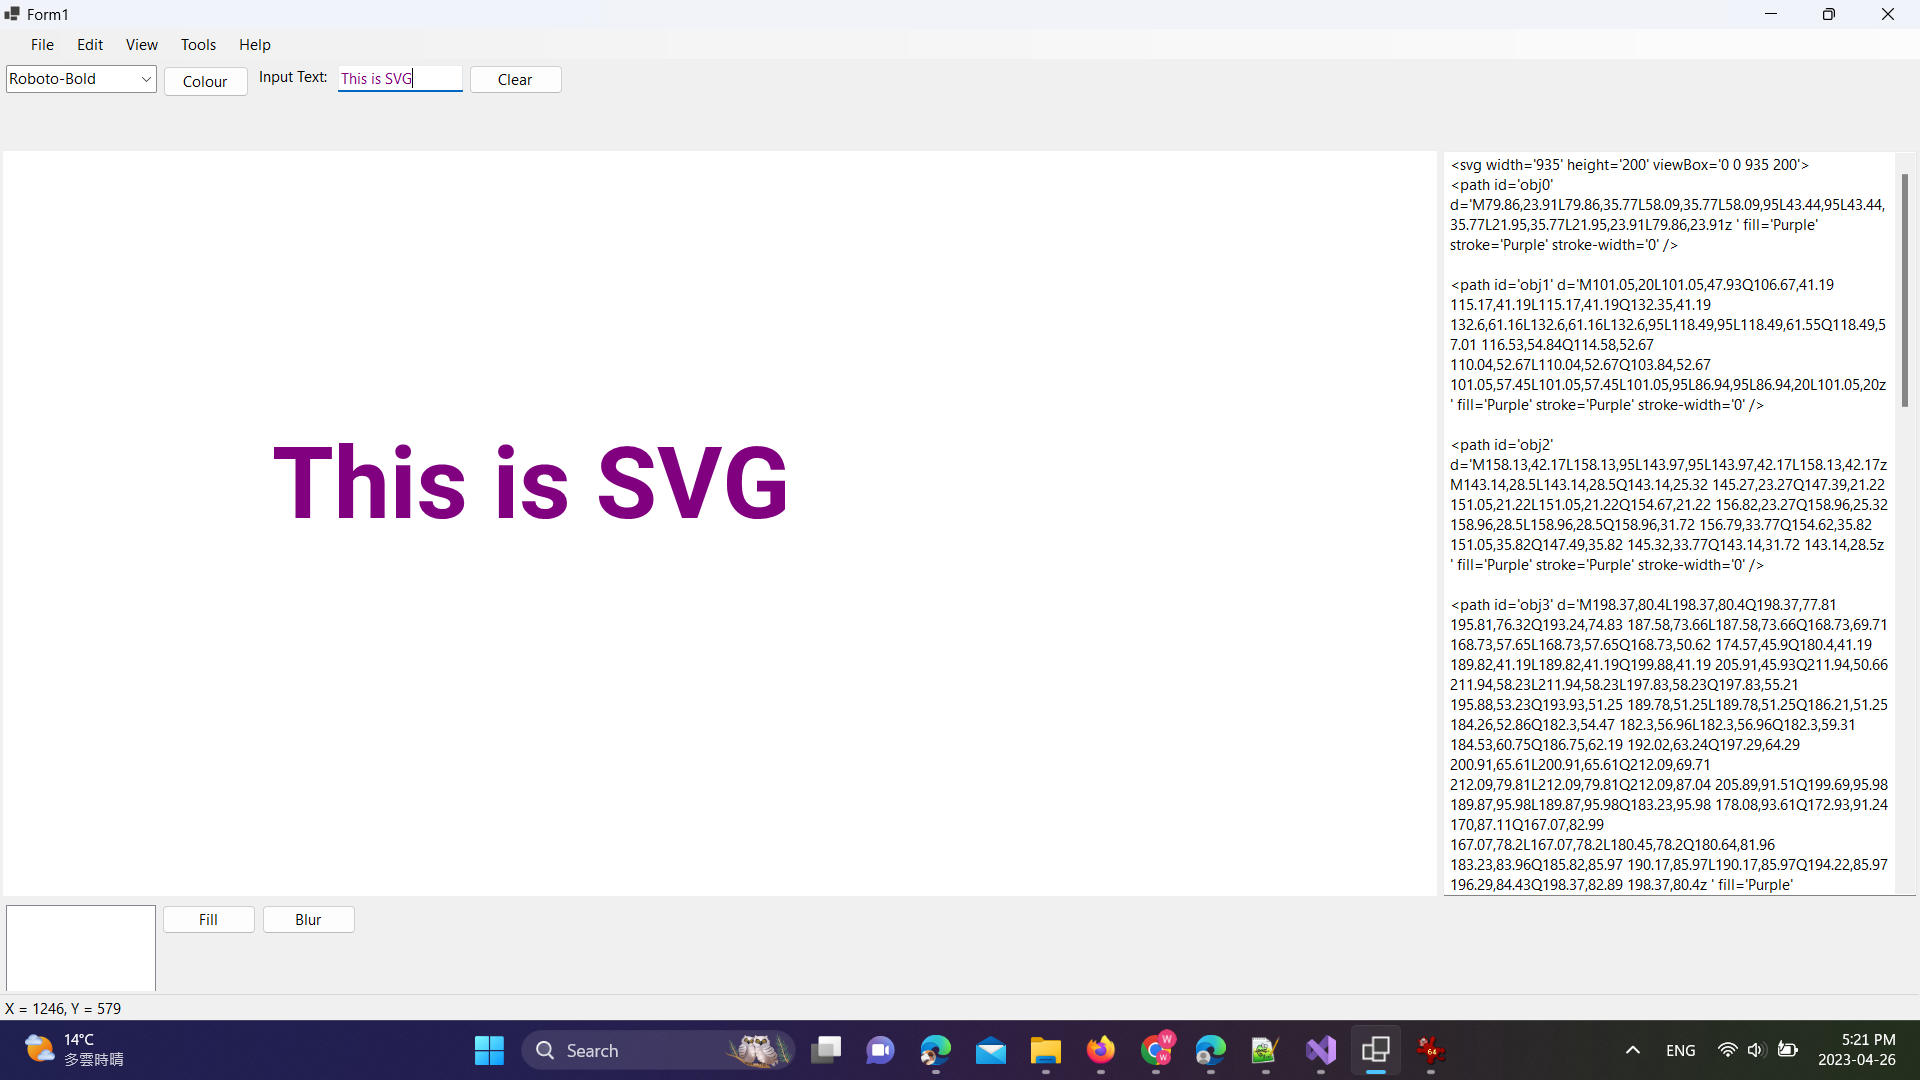 Form1
File Edit View Tools Help
Roboto-Bold Colour Input Text: This is SVG Clear
This is SVG
<svg width='935' height='200' viewBox='0 0 935 200'>
<path id='obj0'
d='M79.86,23.91L79.86,35.77L58.09,35.77L58.09,95L43.44,95L43.44,
35.77L21.95,35.77L21.95,23.91L79.86,23.91z ' fill='Purple'
stroke='Purple' stroke-width='0' />
<path id='obj1' d='M101.05,20L101.05,47.93Q106.67,41.19
115.17,41.19L115.17,41.19Q132.35,41.19
132.6,61.16L132.6,61.16L132.6,95L118.49,95L118.49,61.55Q118.49,5
7.01 116.53,54.84Q114.58,52.67
110.04,52.67L110.04,52.67Q103.84,52.67
101.05,57.45L101.05,57.45L101.05,95L86.94,95L86.94,20L101.05,20z
' fill='Purple' stroke='Purple' stroke-width='0' />
<path id='obj2'
d='M158.13,42.17L158.13,95L143.97,95L143.97,42.17L158.13,42.17z
M143.14,28.5L143.14,28.5Q143.14,25.32 145.27,23.27Q147.39,21.22
151.05,21.22L151.05,21.22Q154.67,21.22 156.82,23.27Q158.96,25.32
158.96,28.5L158.96,28.5Q158.96,31.72 156.79,33.77Q154.62,35.82
151.05,35.82Q147.49,35.82 145.32,33.77Q143.14,31.72 143.14,28.5z
' fill='Purple' stroke='Purple' stroke-width='0' />
<path id='obj3' d='M198.37,80.4L198.37,80.4Q198.37,77.81
195.81,76.32Q193.24,74.83 187.58,73.66L187.58,73.66Q168.73,69.71
168.73,57.65L168.73,57.65Q168.73,50.62 174.57,45.9Q180.4,41.19
189.82,41.19L189.82,41.19Q199.88,41.19 205.91,45.93Q211.94,50.66
211.94,58.23L211.94,58.23L197.83,58.23Q197.83,55.21
195.88,53.23Q193.93,51.25 189.78,51.25L189.78,51.25Q186.21,51.25
184.26,52.86Q182.3,54.47 182.3,56.96L182.3,56.96Q182.3,59.31
184.53,60.75Q186.75,62.19 192.02,63.24Q197.29,64.29
200.91,65.61L200.91,65.61Q212.09,69.71
212.09,79.81L212.09,79.81Q212.09,87.04 205.89,91.51Q199.69,95.98
189.87,95.98L189.87,95.98Q183.23,95.98 178.08,93.61Q172.93,91.24
170,87.11Q167.07,82.99
167.07,78.2L167.07,78.2L180.45,78.2Q180.64,81.96
183.23,83.96Q185.82,85.97 190.17,85.97L190.17,85.97Q194.22,85.97
196.29,84.43Q198.37,82.89 198.37,80.4z ' fill='Purple'
Fill Blur
X = 1246, Y = 579
14°C
多雲時晴
Search
W
W
64
ENG
5:21 PM
2023-04-26